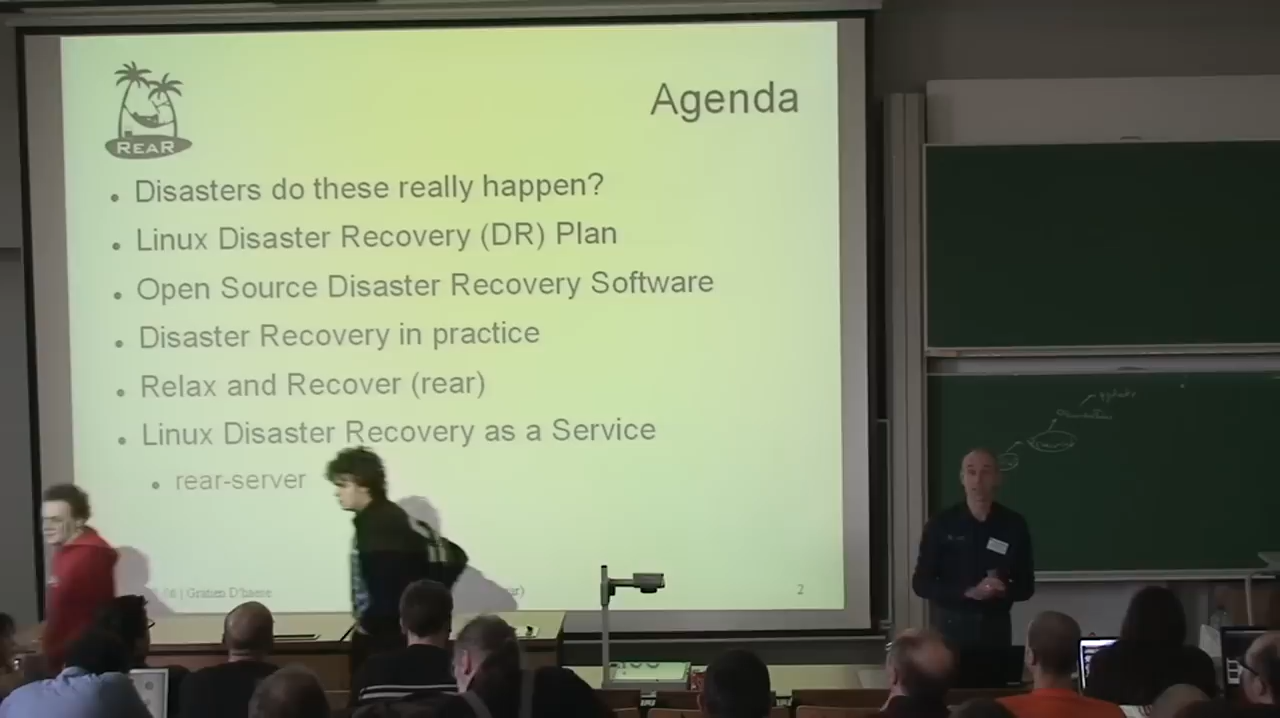 REAR
Agenda
Disasters do these really happen?
Linux Disaster Recovery (DR) Plan
Open Source Disaster Recovery Software
Disaster Recovery in practice
Relax and Recover (rear)
Linux Disaster Recovery as a Service
rear-server
| Gratien D'haese
2